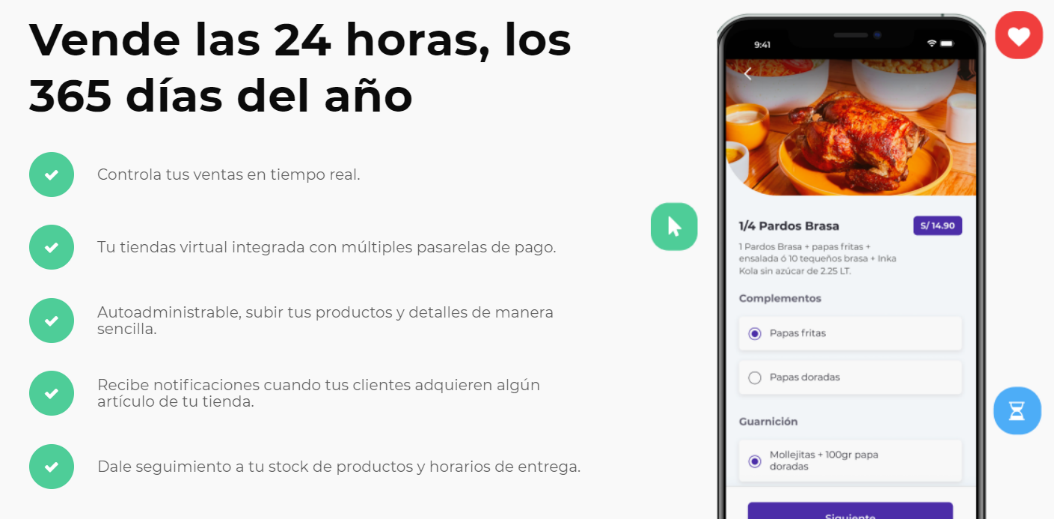 Vende las 24 horas, los
365 días del año
Controla tus ventas en tiempo real.
Tu tiendas virtual integrada con múltiples pasarelas de pago.
Autoadministrable, subir tus productos y detalles de manera
sencilla.
Recibe notificaciones cuando tus clientes adquieren algún
artículo de tu tienda.
Dale seguimiento a tu stock de productos y horarios de entrega.
9:41
1/4 Pardos Brasa
S/ 14.90
1 Pardos Brasa + papas fritas +
ensalada ó 10 tequeños brasa + Inka
Kola sin azúcar de 2.25 LT.
Complementos
Papas fritas
Papas doradas
Guarnición
Mollejitas + 100gr papa
doradas
Siguiente